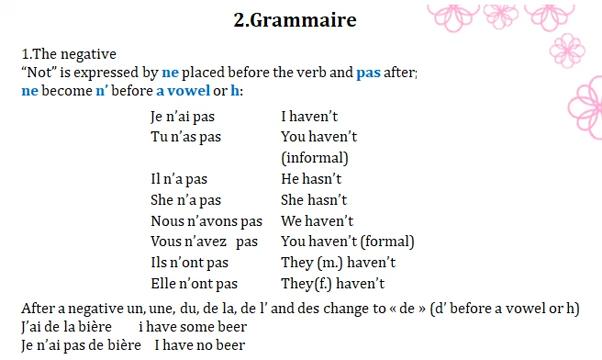 2.Grammaire
1.The negative
“Not” is expressed by ne placed before the verb and pas after;
ne become n’ before a vowel or h:
Je n’ai pas I haven’t
Tu n’as pas You haven’t
(informal)
Il n’a pas He hasn’t
She n’a pas She hasn’t
Nous n’avons pas We haven’t
Vous n’avez pas You haven’t (formal)
Ils n’ont pas They (m.) haven’t
Elle n’ont pas They(f.) haven’t
After a negative un, une, du, de la, de l’ and des change to « de » (d’ before a vowel or h)
J’ai de la bière i have some beer
Je n’ai pas de bière I have no beer